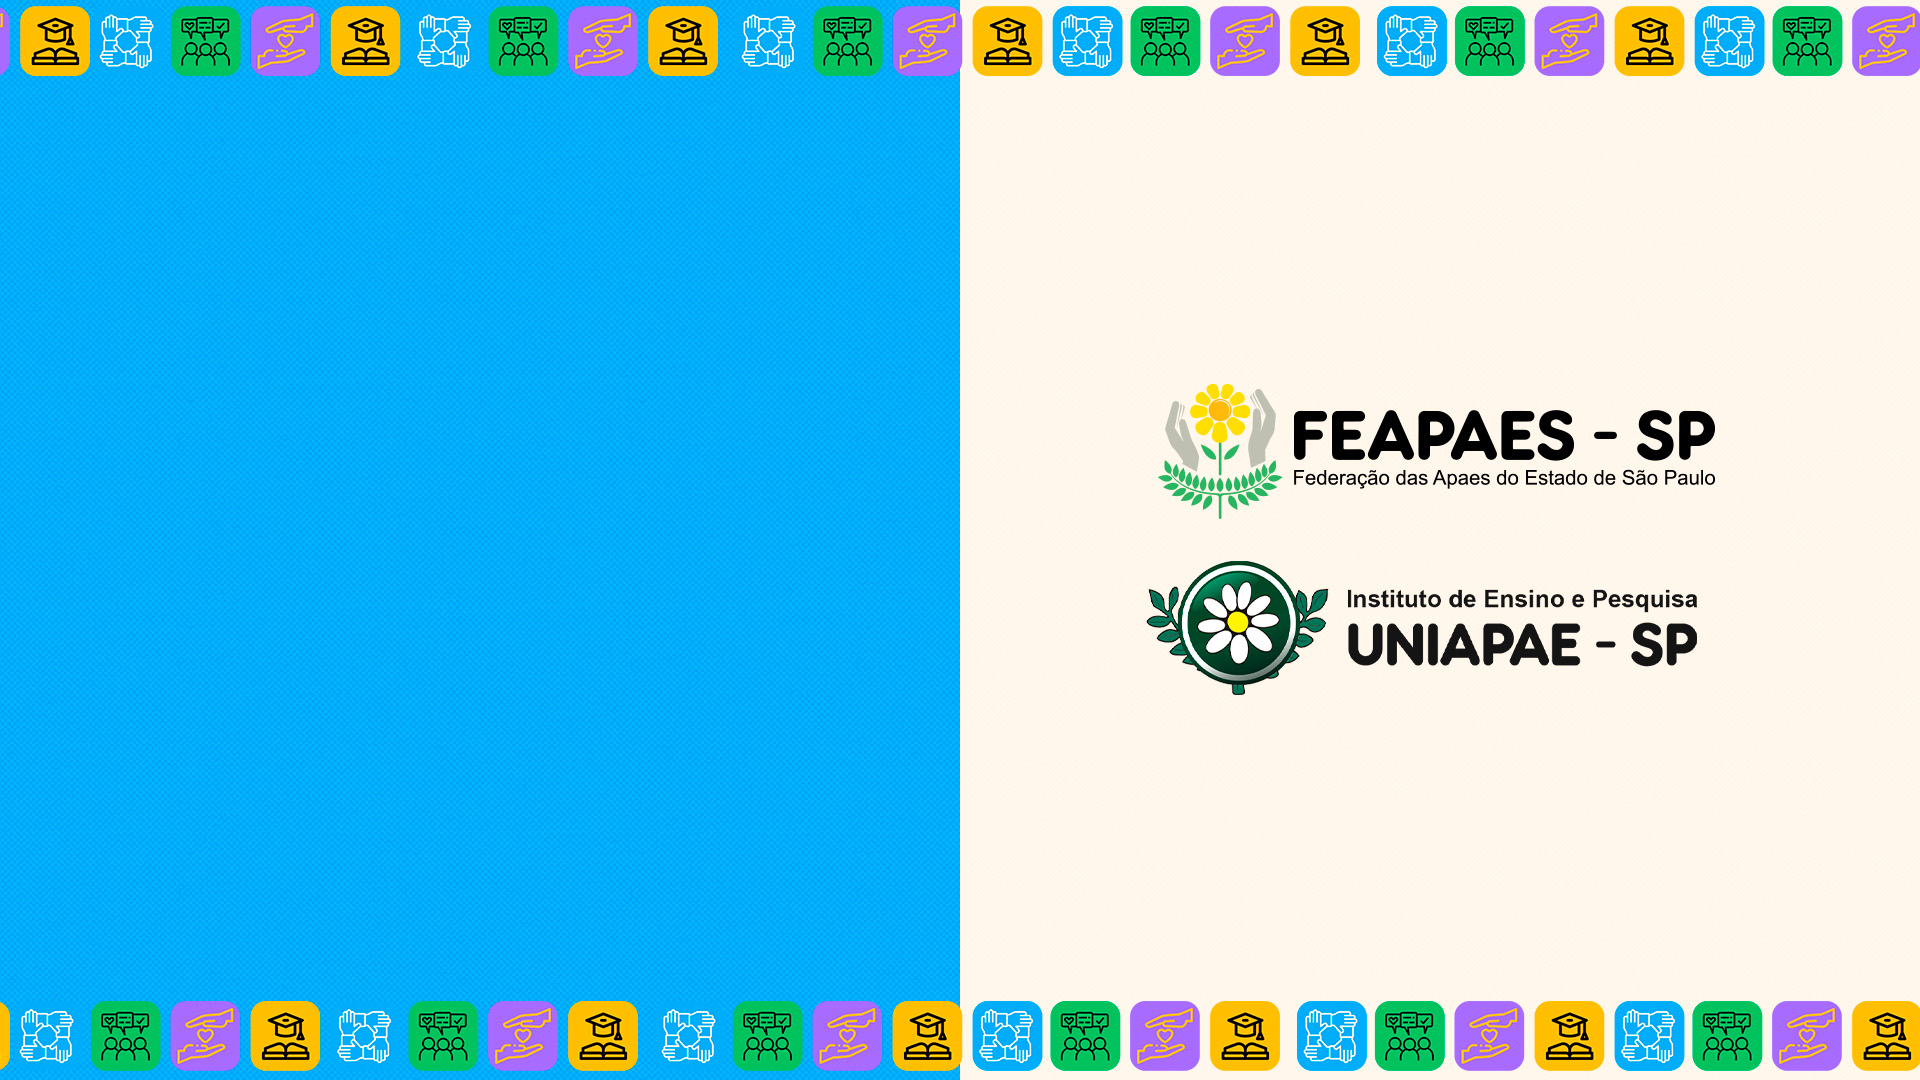 FEAPAES - SP
Federação das Apaes do Estado de São Paulo
Instituto de Ensino e Pesquisa
UNIAPAE - SP